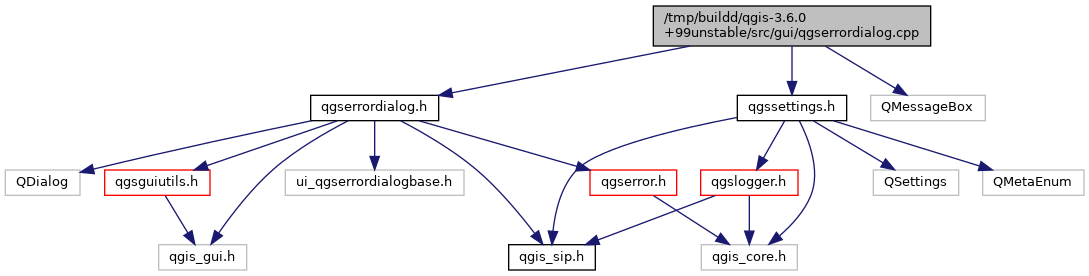 /tmp/buildd/qgis-3.6.0
+99unstable/src/gui/qgserrordialog.cpp
qgserrordialog.h
qgssettings.h
QMessageBox
QDialog
qgsguiutils.h
ui_qgserrordialogbase.h
qgserror.h
qgslogger.h
QSettings
QMetaEnum
qgis_gui.h
qgis_sip.h
qgis_core.h